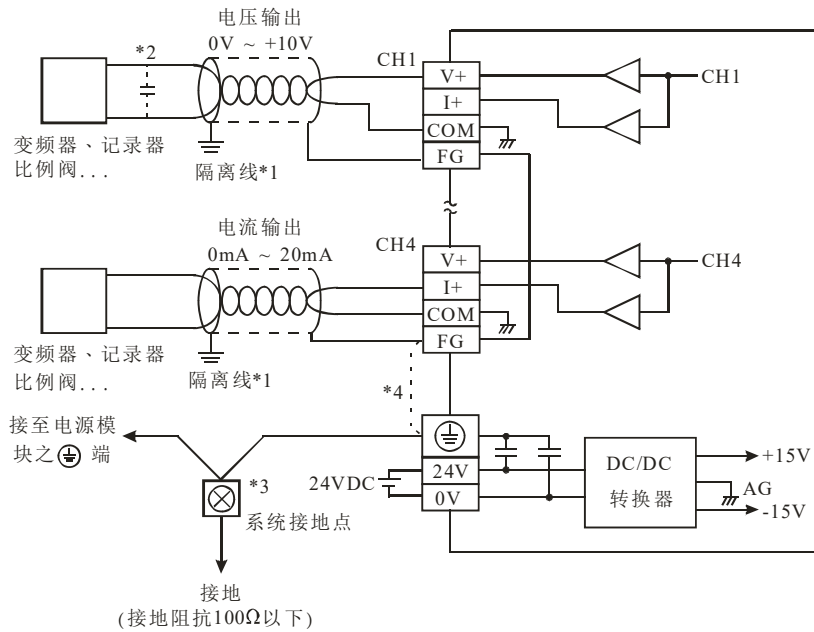 电压输出
0V ~ +10V
*2
CH1
V+
I+
COM
FG
CH1
变频器、记录器
比例阀...
隔离线*1
电流输出
0mA ~ 20mA
CH4
V+
I+
COM
FG
CH4
变频器、记录器
比例阀...
隔离线*1
*4
接至电源模
块之 端
*3
24VDC
24V
0V
DC/DC
转换器
+15V
AG
-15V
系统接地点
接地
(接地阻抗100Ω以下)